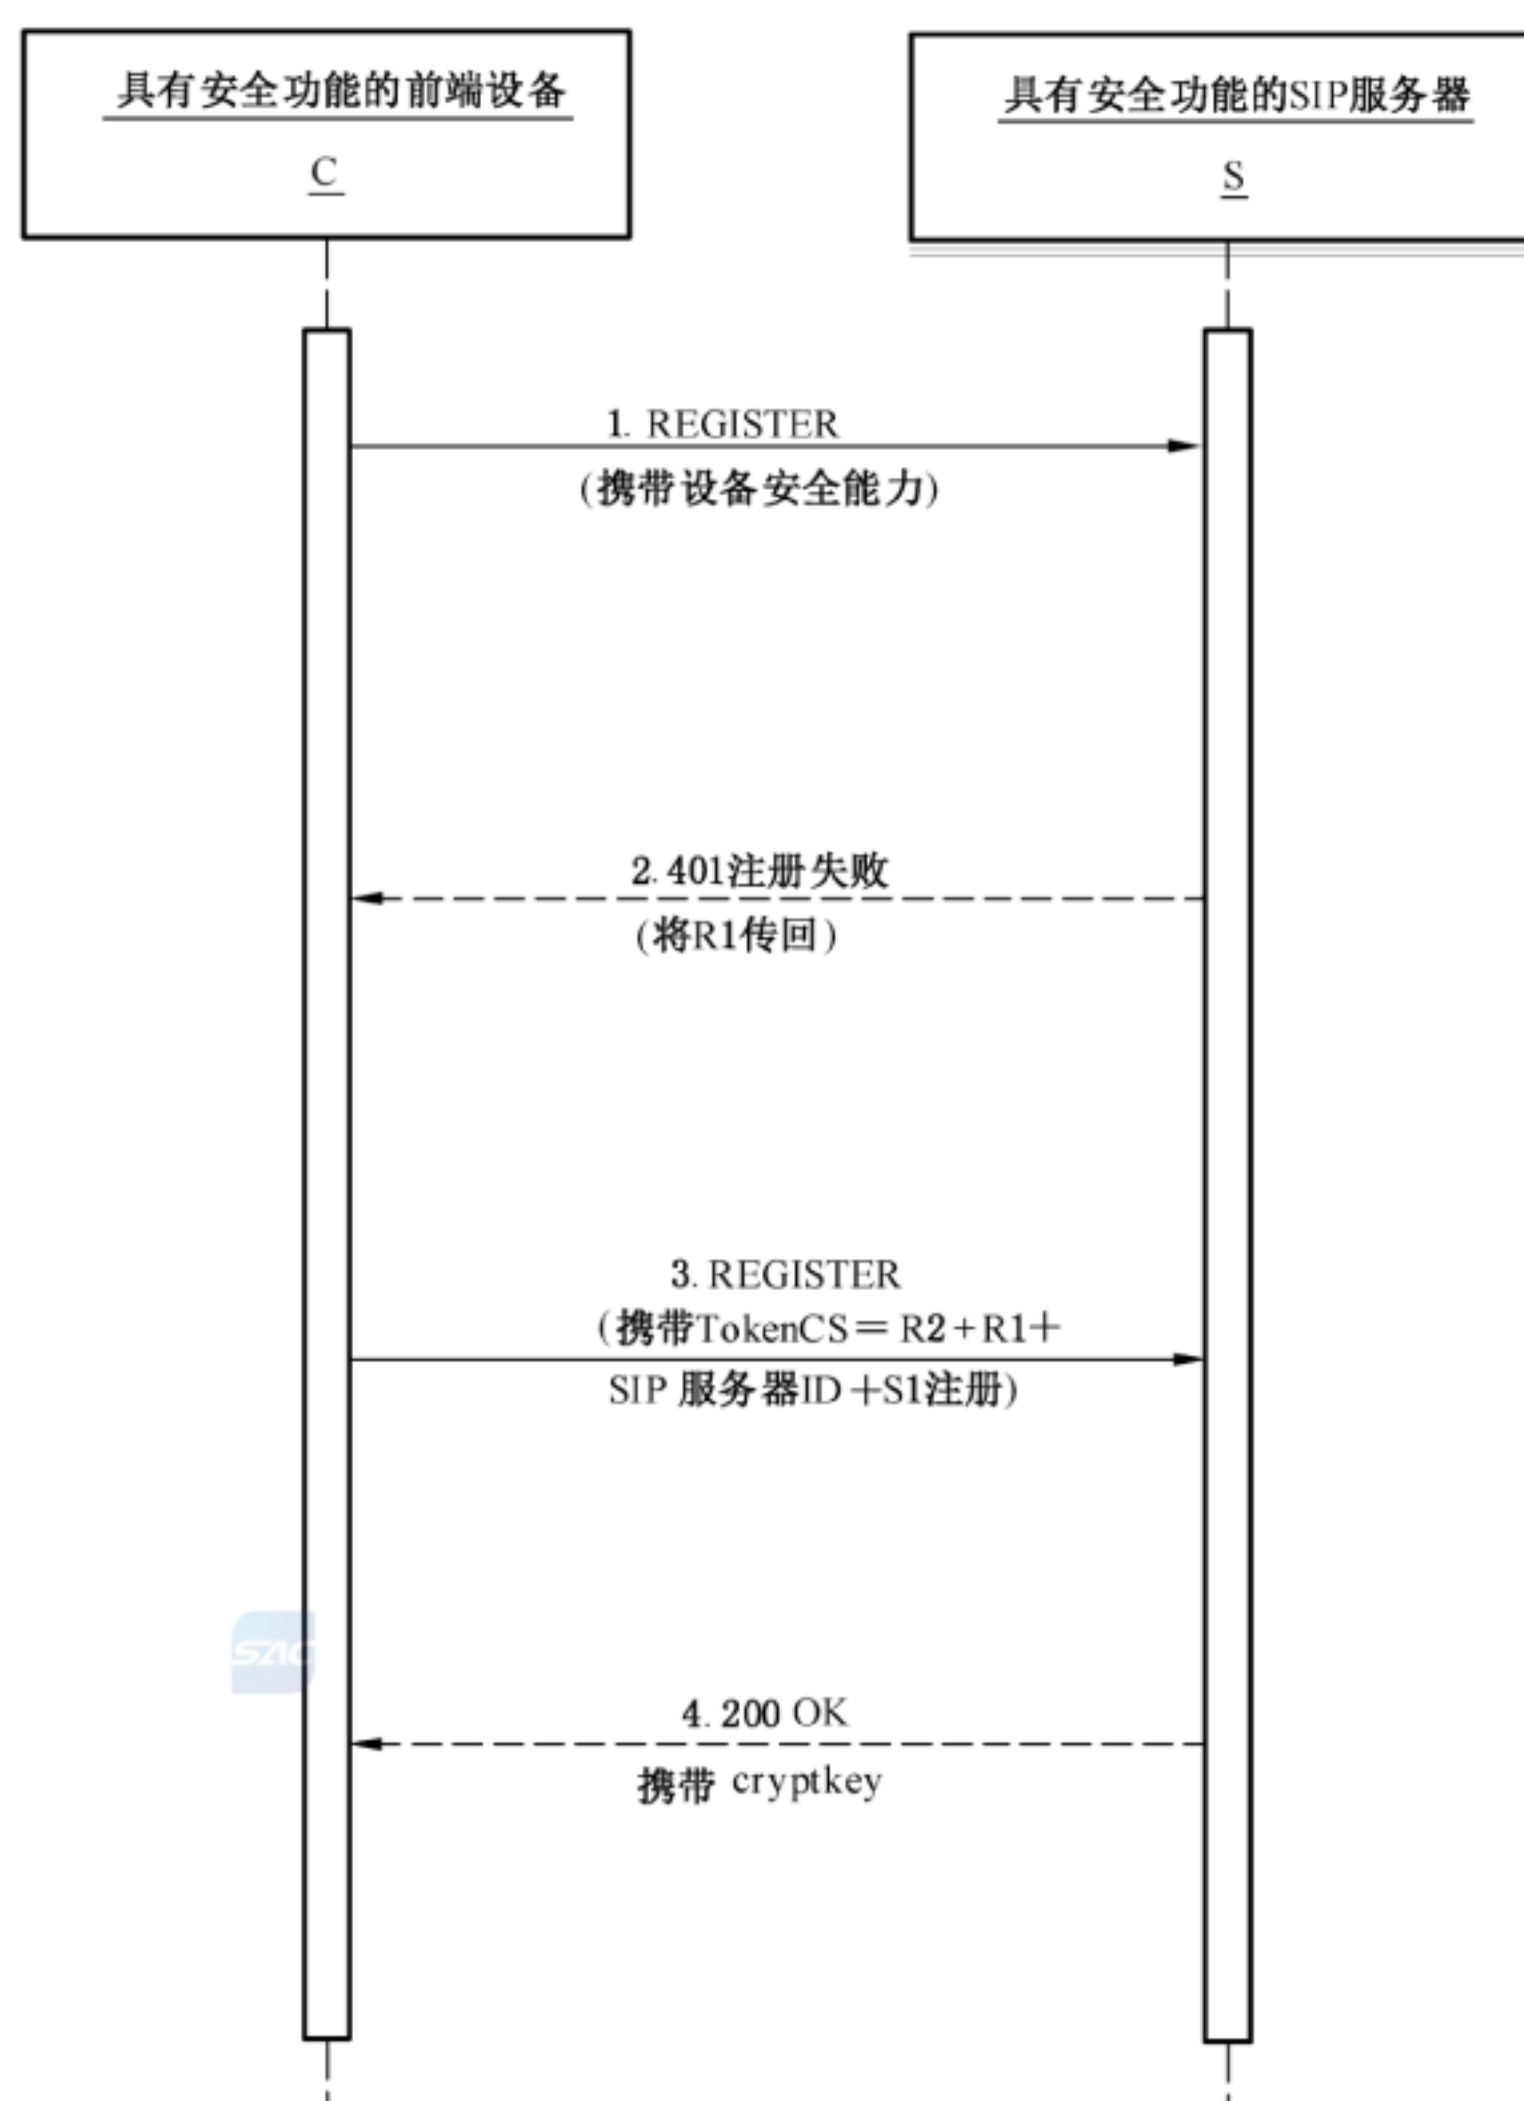 具有安全功能的前端设备
C
具有安全功能的SIP服务器
S
1. REGISTER
(携带设备安全能力)
2.401注册失败
(将R1传回)
3. REGISTER
(携带TokenCS=R2+R1+
SIP 服务器ID+S1注册)
SAC
4. 200 OK
携带 cryptkey